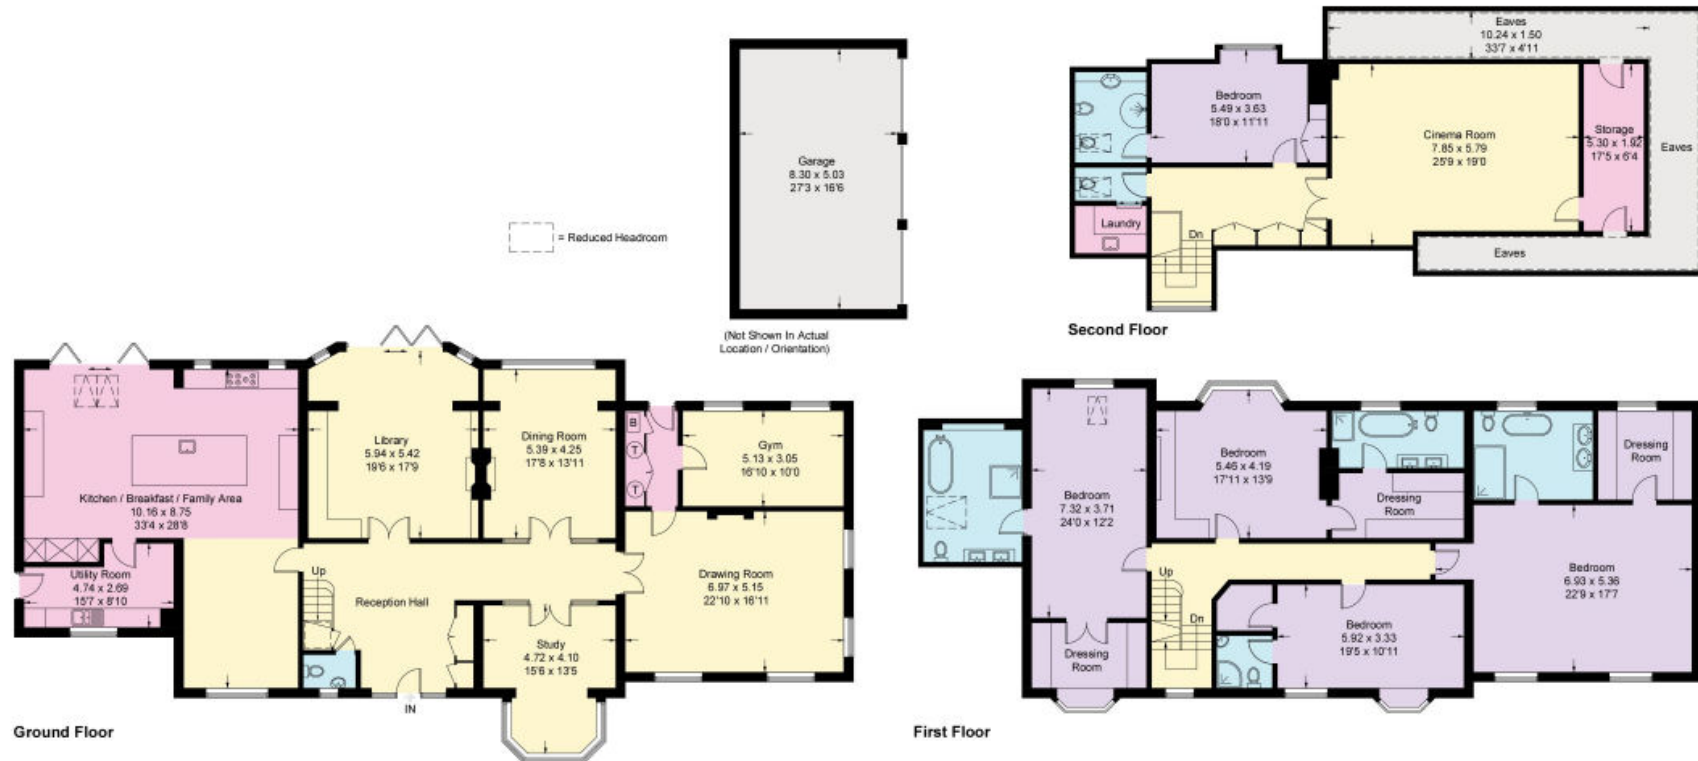 Eaves
10.24 x 1.50
33'7 x 4'11
Bedroom
5.49 x 3.63
18'0 x 11'11
Cinema Room
7.85 x 5.79
25'9 x 19'0
Storage
5.30 x 1.92
17'5 x 6'4
Eaves
Laundry
Dn
Eaves
Second Floor
Garage
8.30 x 5.03
27'3 x 16'6
(Not Shown In Actual
Location / Orientation)
= Reduced Headroom
Kitchen / Breakfast / Family Area
10.16 x 8.75
33'4 x 28'8
Library
5.94 x 5.42
19'6 x 17'9
Dining Room
5.39 x 4.25
17'8 x 13'11
B
T
T
Gym
5.13 x 3.05
16'10 x 10'0
Utility Room
4.74 x 2.69
15'7 x 8'10
Up
Reception Hall
Drawing Room
6.97 x 5.15
22'10 x 16'11
Study
4.72 x 4.10
15'6 x 13'5
IN
Ground Floor
Bedroom
7.32 x 3.71
24'0 x 12'2
Bedroom
5.46 x 4.19
17'11 x 13'9
Dressing
Room
Dressing
Room
Up
Dn
Bedroom
6.93 x 5.36
22'9 x 17'7
Bedroom
5.92 x 3.33
19'5 x 10'11
Dressing
Room
First Floor